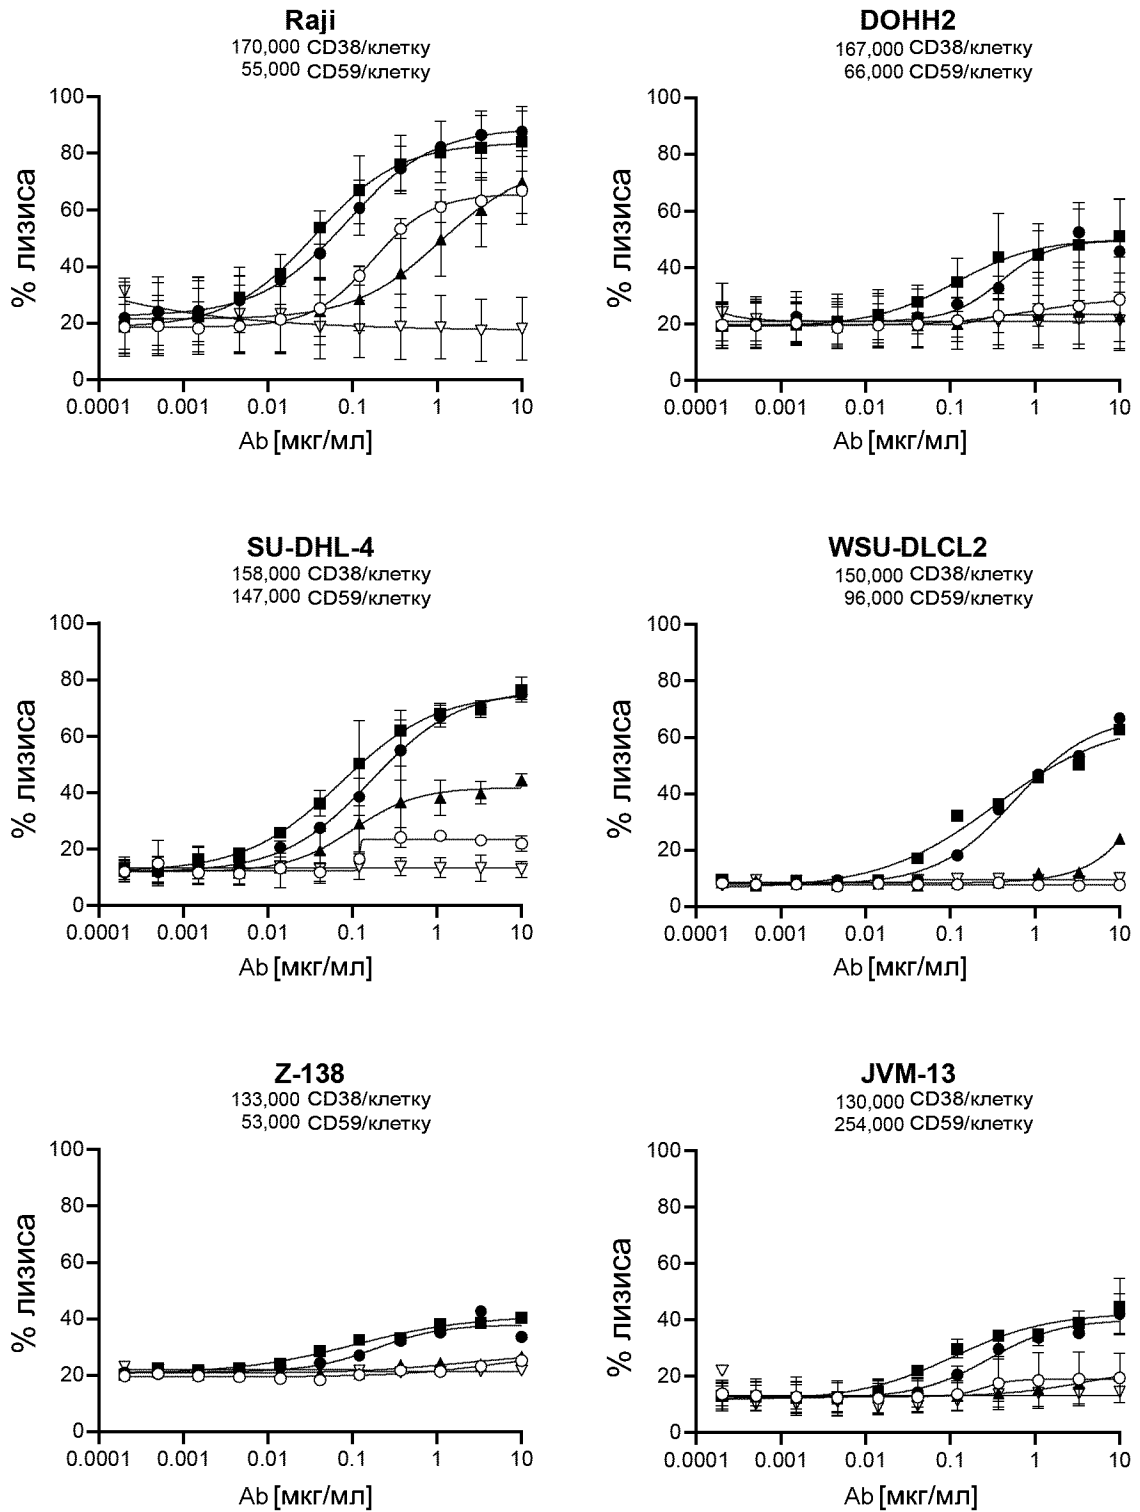 Raji
170,000 CD38/клетку
55,000 CD59/клетку
% лизиса
100
80
60
40
20
0
0.0001 0.001 0.01 0.1 1 10
Ab [мкг/мл]
DOHH2
167,000 CD38/клетку
66,000 CD59/клетку
% лизиса
100
80
60
40
20
0
0.0001 0.001 0.01 0.1 1 10
Ab [мкг/мл]
SU-DHL-4
158,000 CD38/клетку
147,000 CD59/клетку
% лизиса
100
80
60
40
20
0
0.0001 0.001 0.01 0.1 1 10
Ab [мкг/мл]
WSU-DLCL2
150,000 CD38/клетку
96,000 CD59/клетку
% лизиса
100
80
60
40
20
0
0.0001 0.001 0.01 0.1 1 10
Ab [мкг/мл]
Z-138
133,000 CD38/клетку
53,000 CD59/клетку
% лизиса
100
80
60
40
20
0
0.0001 0.001 0.01 0.1 1 10
Ab [мкг/мл]
JVM-13
130,000 CD38/клетку
254,000 CD59/клетку
% лизиса
100
80
60
40
20
0
0.0001 0.001 0.01 0.1 1 10
Ab [мкг/мл]